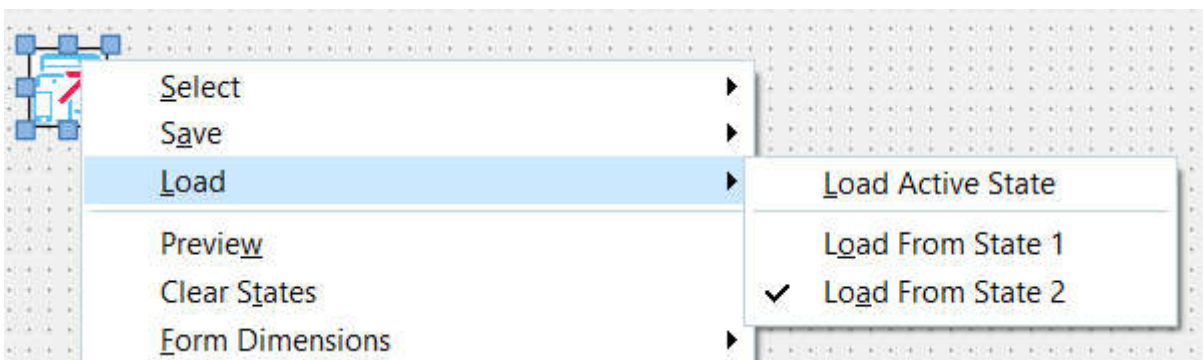 Select
Save
Load
Preview
Clear States
Form Dimensions
Load Active State
Load From State 1
Load From State 2